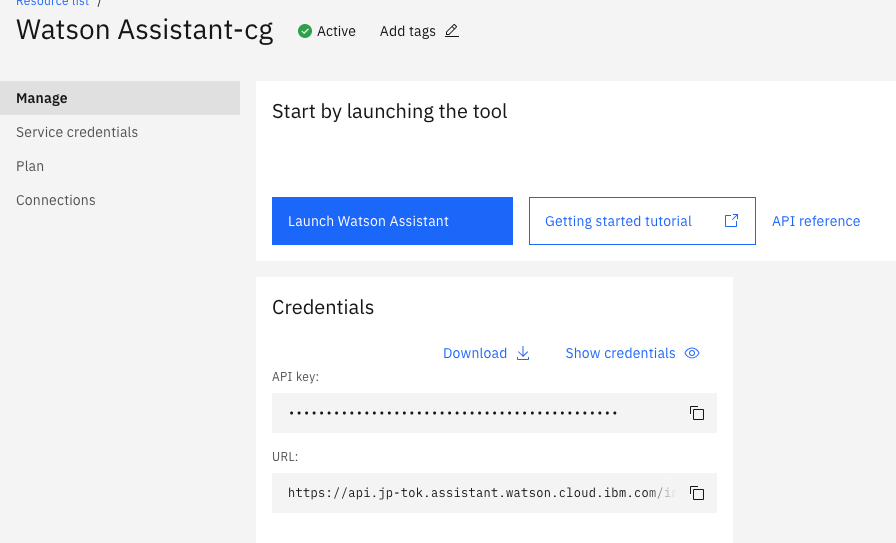 Resource list /
Watson Assistant-cg
Active
Add tags
Manage
Service credentials
Plan
Connections
Start by launching the tool
Launch Watson Assistant
Getting started tutorial
API reference
Credentials
Download
Show credentials
API key:
••••••••••••••••••••••••••••••••••••••••••••
URL:
https://api.jp-tok.assistant.watson.cloud.ibm.com/in